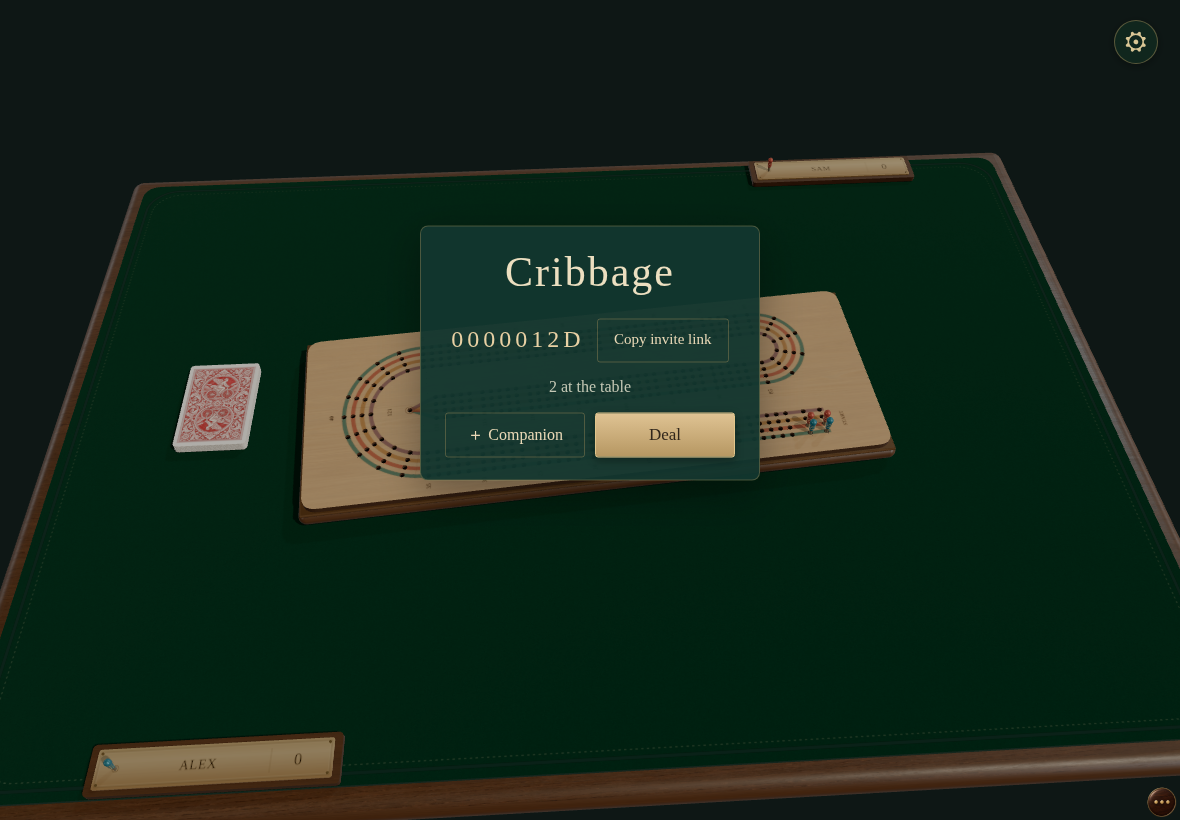 SAM 0
Cribbage
0000012D Copy invite link
2 at the table
+ Companion Deal
ALEX 0